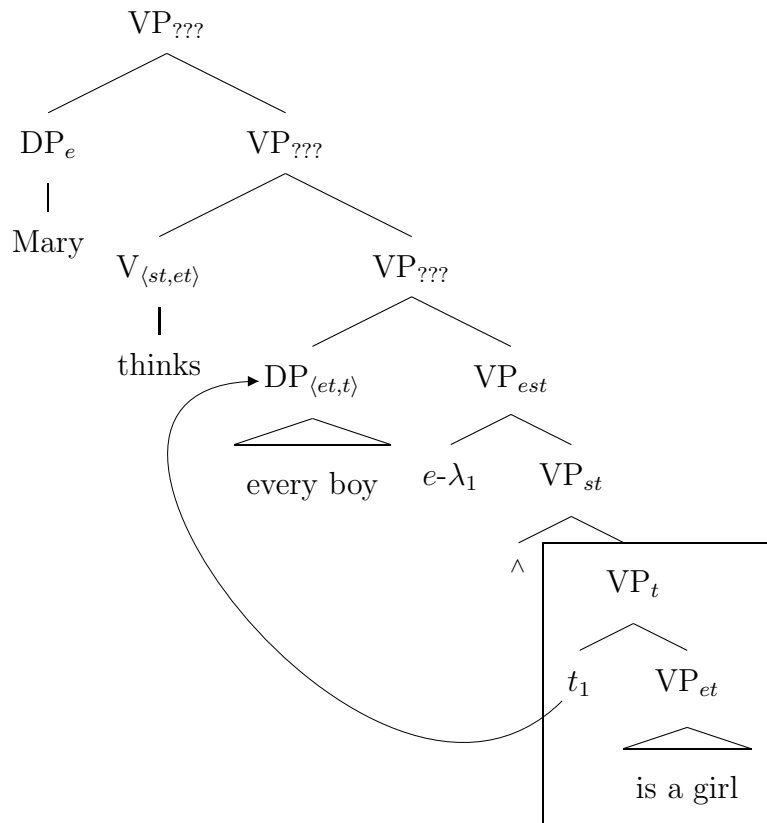 VP???
DPe VP???
Mary
V⟨st,et⟩ VP???
thinks
DP⟨et,t⟩ VPest
every boy e-λ1 VPst
^ VPt
t1 VPet
is a girl